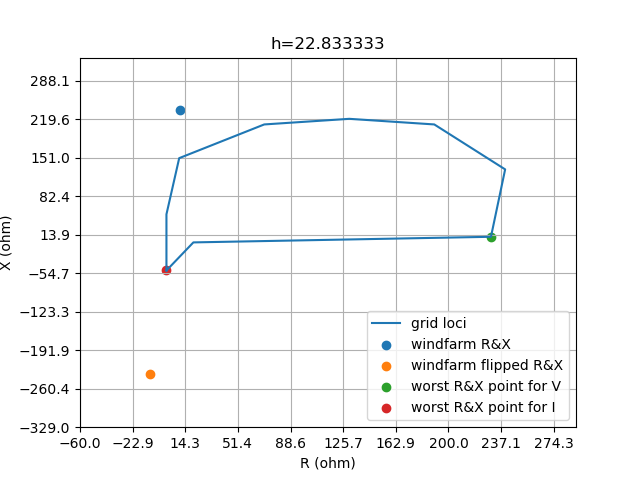 h=22.833333
288.1
219.6
151.0
82.4
13.9
−54.7
−123.3
−191.9
−260.4
−329.0
X (ohm)
grid loci
windfarm R&X
windfarm flipped R&X
worst R&X point for V
worst R&X point for I
−60.0 −22.9 14.3 51.4 88.6 125.7 162.9 200.0 237.1 274.3
R (ohm)